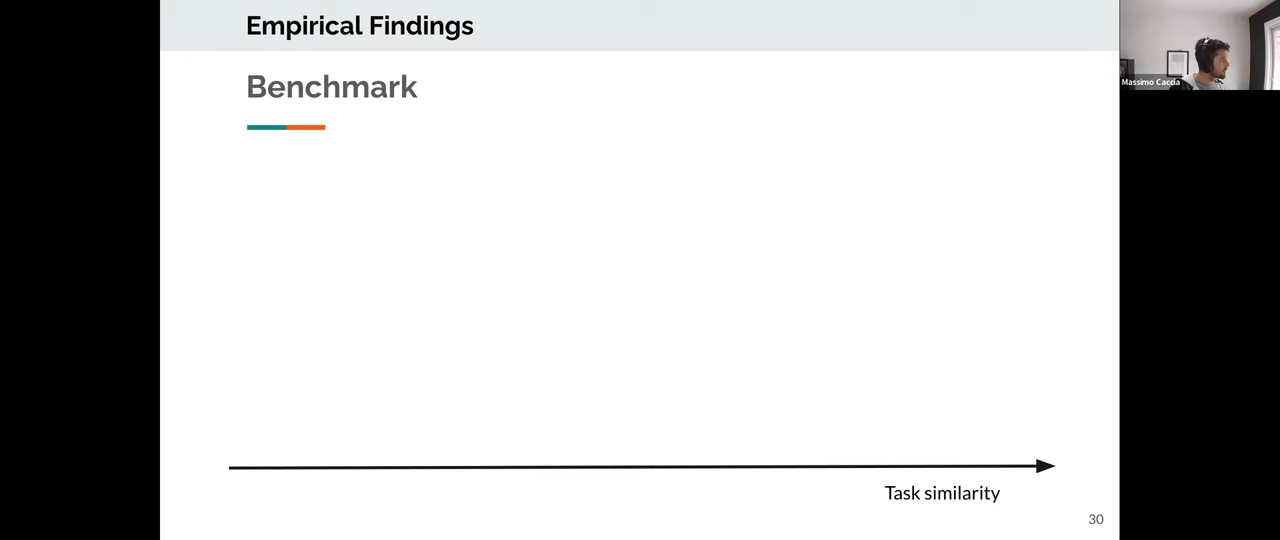 Empirical Findings
Benchmark
Massimo Caccia
Task similarity
30